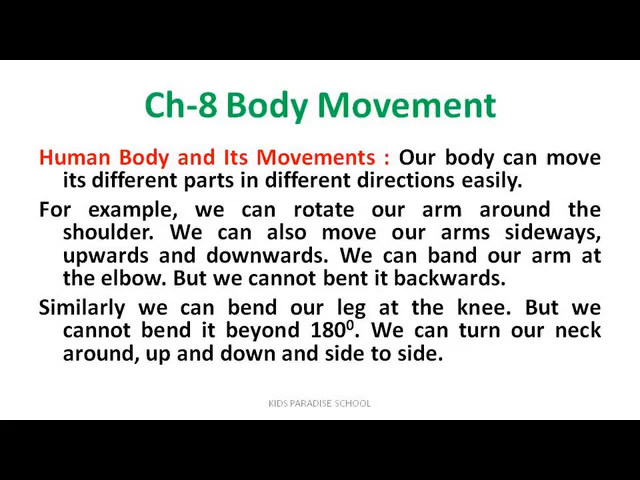 Ch-8 Body Movement
Human Body and Its Movements : Our body can move
its different parts in different directions easily.
For example, we can rotate our arm around the
shoulder. We can also move our arms sideways,
upwards and downwards. We can band our arm at
the elbow. But we cannot bent it backwards.
Similarly we can bend our leg at the knee. But we
cannot bend it beyond 180⁰. We can turn our neck
around, up and down and side to side.
KIDS PARADISE SCHOOL